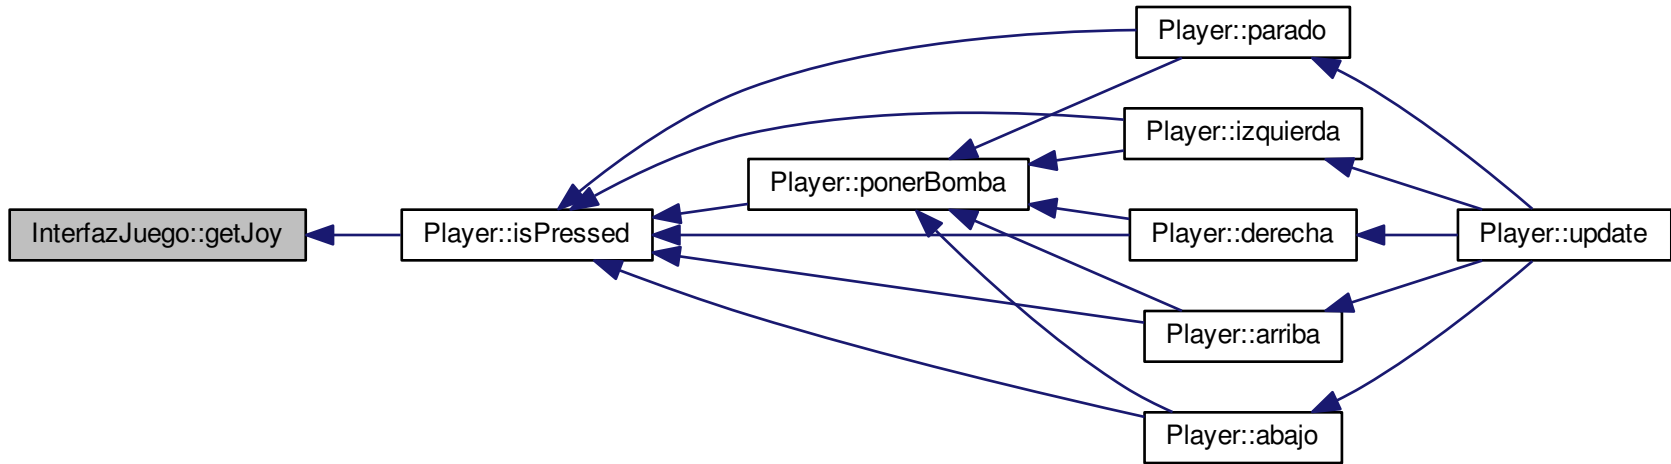 Player::parado
Player::izquierda
Player::ponerBomba
InterfazJuego::getJoy
Player::isPressed
Player::derecha
Player::update
Player::arriba
Player::abajo